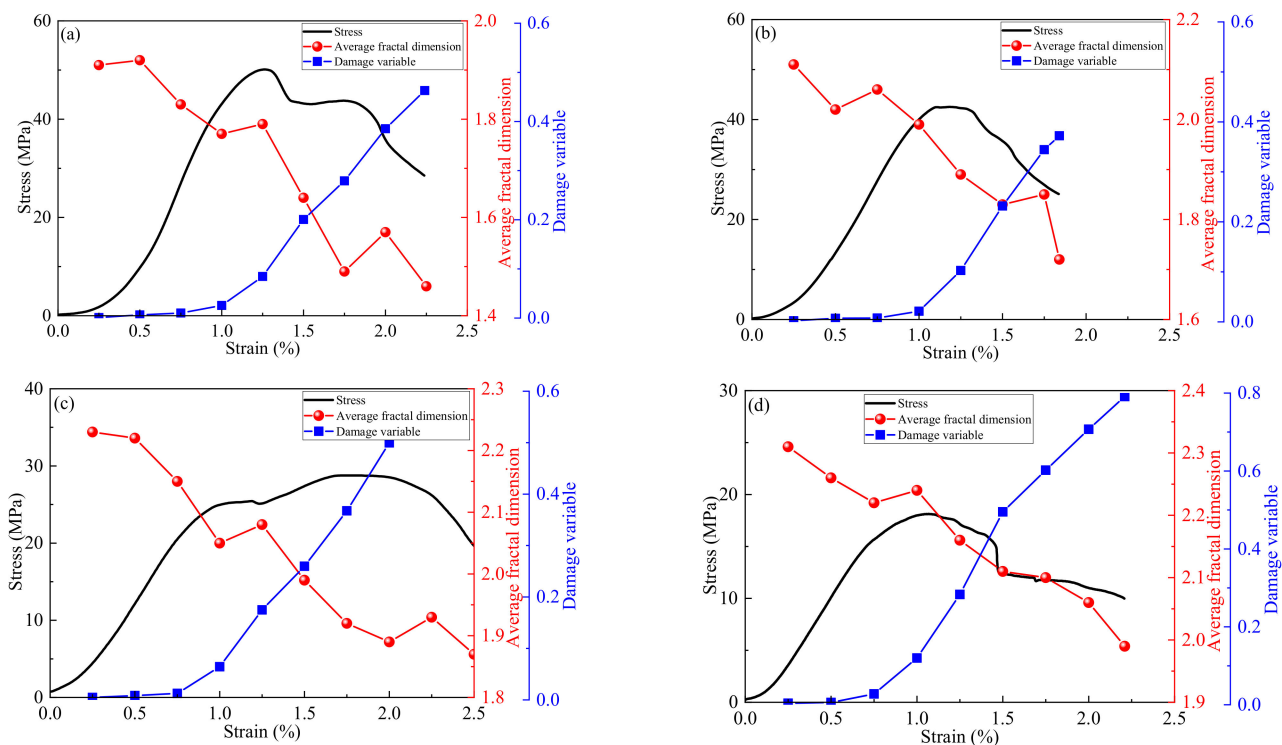 (a)
Stress
Average fractal dimension
Damage variable
60
40
20
0
Stress (MPa)
0.0 0.5 1.0 1.5 2.0 2.5
Strain (%)
2.0
1.8
1.6
1.4
Average fractal dimension
0.6
0.4
0.2
0.0
Damage variable
(b)
Stress
Average fractal dimension
Damage variable
60
40
20
0
Stress (MPa)
0.0 0.5 1.0 1.5 2.0 2.5
Strain (%)
2.2
2.0
1.8
1.6
Average fractal dimension
0.6
0.4
0.2
0.0
Damage variable
(c)
Stress
Average fractal dimension
Damage variable
40
30
20
10
0
Stress (MPa)
0.0 0.5 1.0 1.5 2.0 2.5
Strain (%)
2.3
2.2
2.1
2.0
1.9
1.8
Average fractal dimension
0.6
0.4
0.2
0.0
Damage variable
(d)
Stress
Average fractal dimension
Damage variable
30
20
10
0
Stress (MPa)
0.0 0.5 1.0 1.5 2.0 2.5
Strain (%)
2.4
2.3
2.2
2.1
2.0
1.9
Average fractal dimension
0.8
0.6
0.4
0.2
0.0
Damage variable